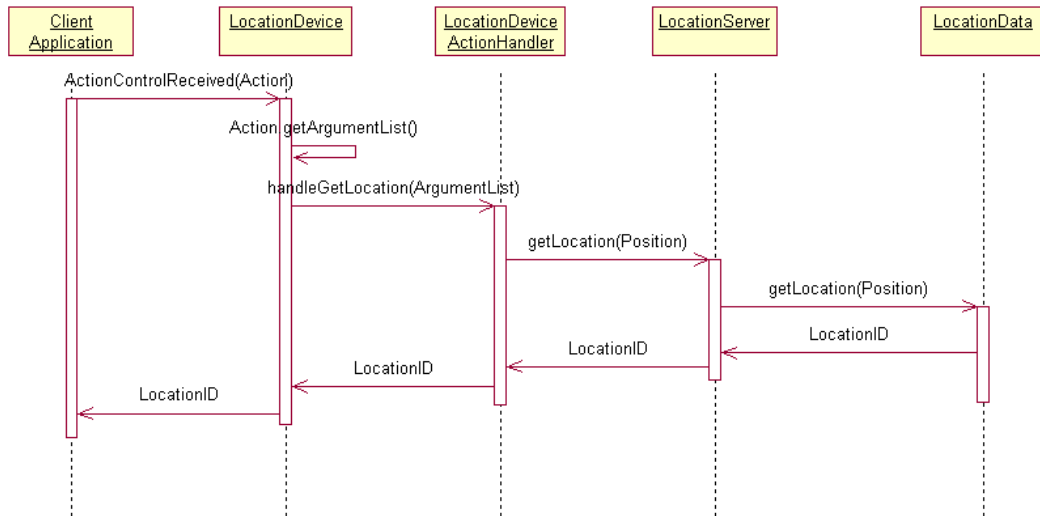 Client
Application
LocationDevice
LocationDevice
ActionHandler
LocationServer
LocationData
ActionControlReceived(Action)
Action.getArgumentList()
handleGetLocation(ArgumentList)
getLocation(Position)
getLocation(Position)
LocationID
LocationID
LocationID
LocationID